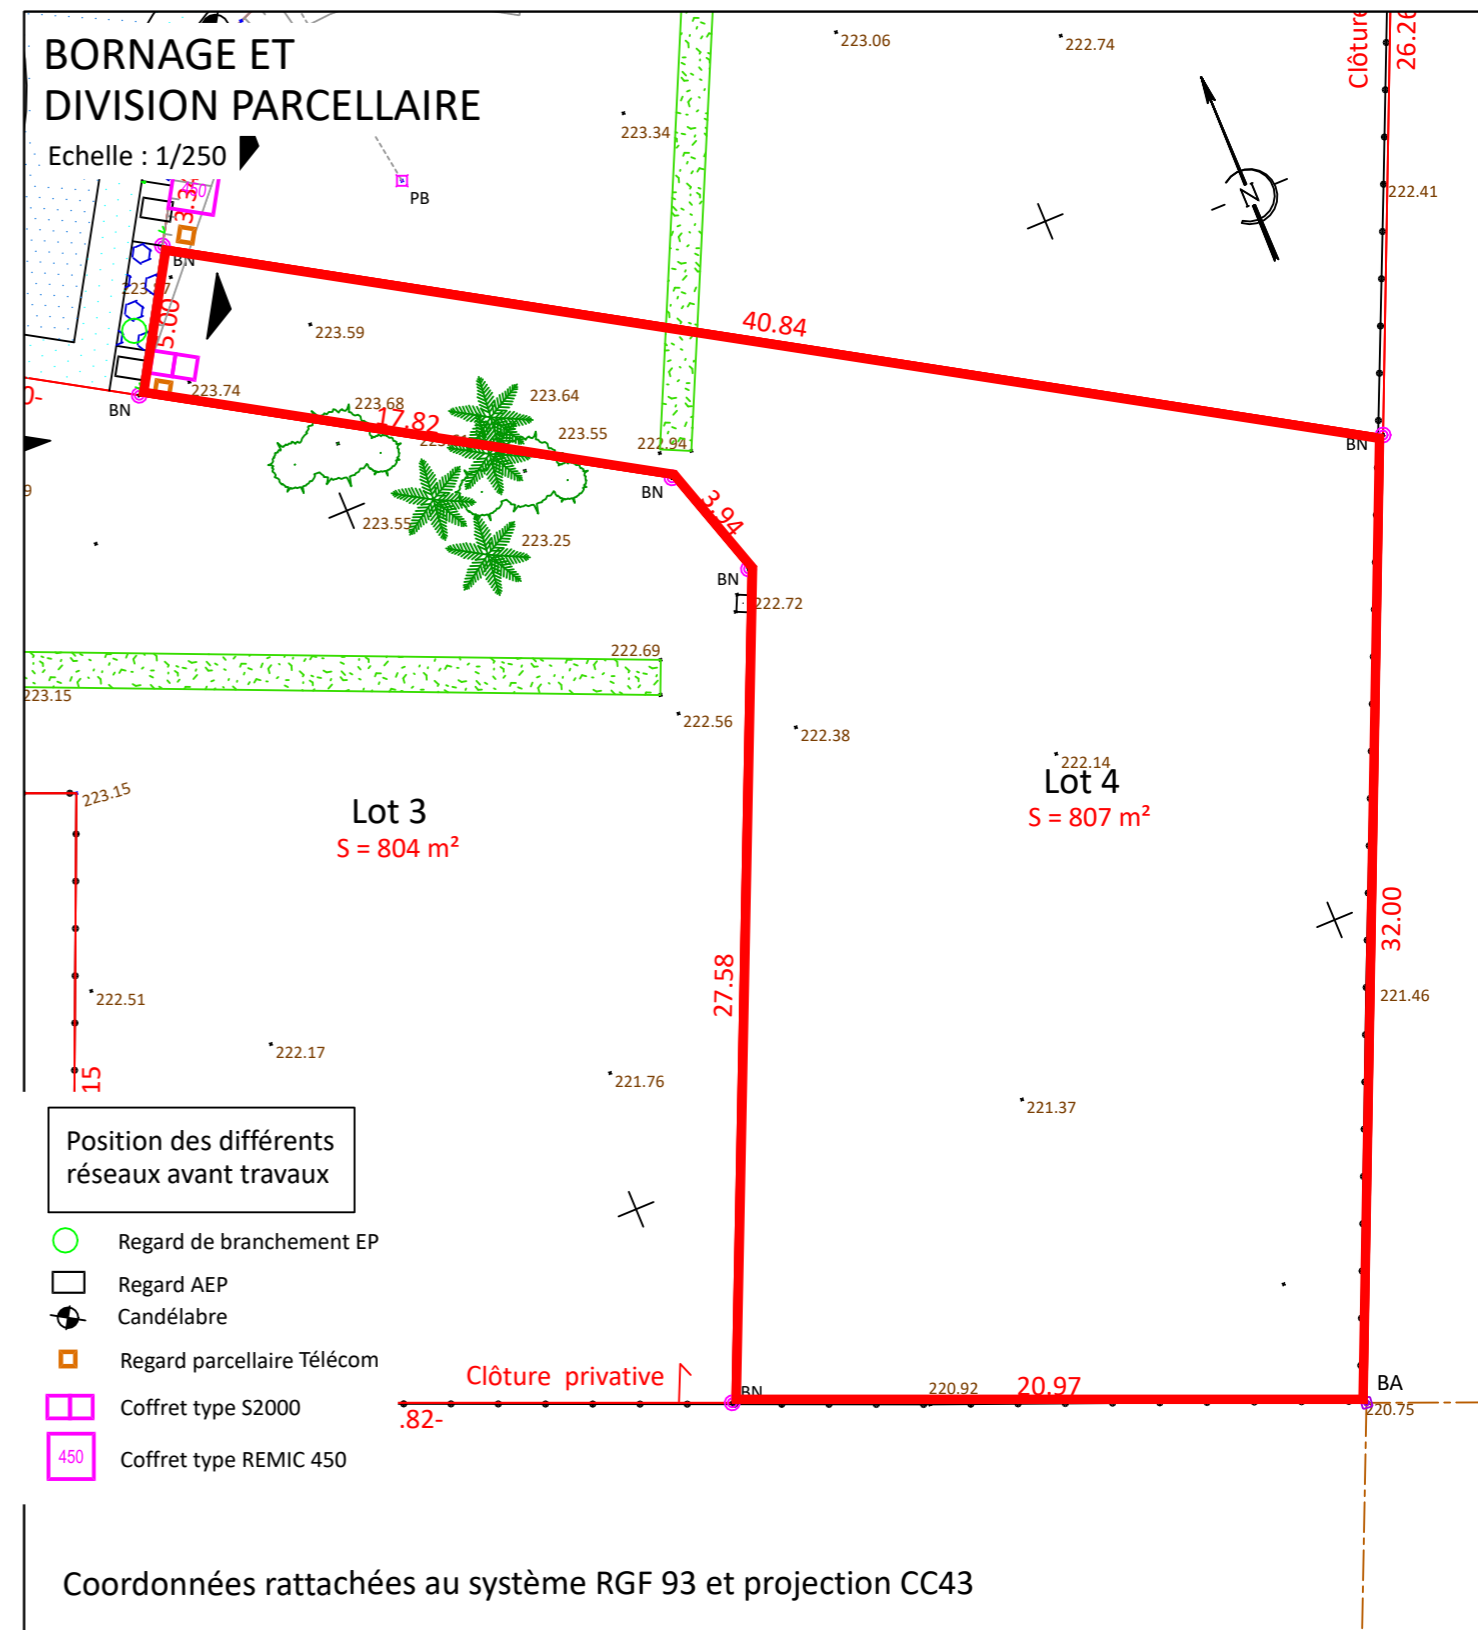 BORNAGE ET
DIVISION PARCELLAIRE
Echelle : 1/250
223.06
222.74
Clôture
26.26
223.34
222.41
N
PB
450
3.3
BN
5.00
223.59
40.84
223.74
BN
223.68
17.82
223.64
223.55
222.94
BN
BN
3.94
223.55
223.25
BN
222.72
222.69
223.15
222.56
222.38
222.14
Lot 4
S = 807 m²
223.15
Lot 3
S = 804 m²
32.00
27.58
222.51
221.46
222.17
221.76
221.37
15
Position des différents
réseaux avant travaux
Regard de branchement EP
Regard AEP
Candélabre
Regard parcellaire Télécom
Coffret type S2000
450
Coffret type REMIC 450
Clôture privative
.82-
BN
220.92
20.97
BA
220.75
Coordonnées rattachées au système RGF 93 et projection CC43